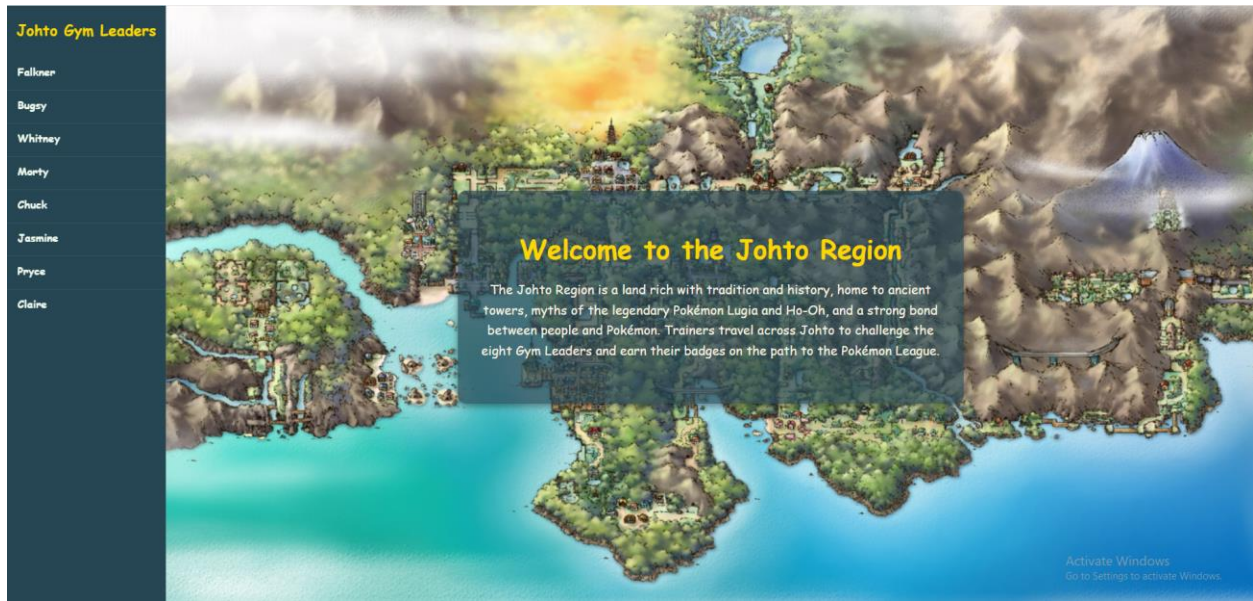 Johto Gym Leaders
Falkner
Bugsy
Whitney
Morty
Chuck
Jasmine
Pryce
Claire
Welcome to the Johto Region
The Johto Region is a land rich with tradition and history, home to ancient
towers, myths of the legendary Pokémon Lugia and Ho-Oh, and a strong bond
between people and Pokémon. Trainers travel across Johto to challenge the
eight Gym Leaders and earn their badges on the path to the Pokémon League.
Activate Windows
Go to Settings to activate Windows.